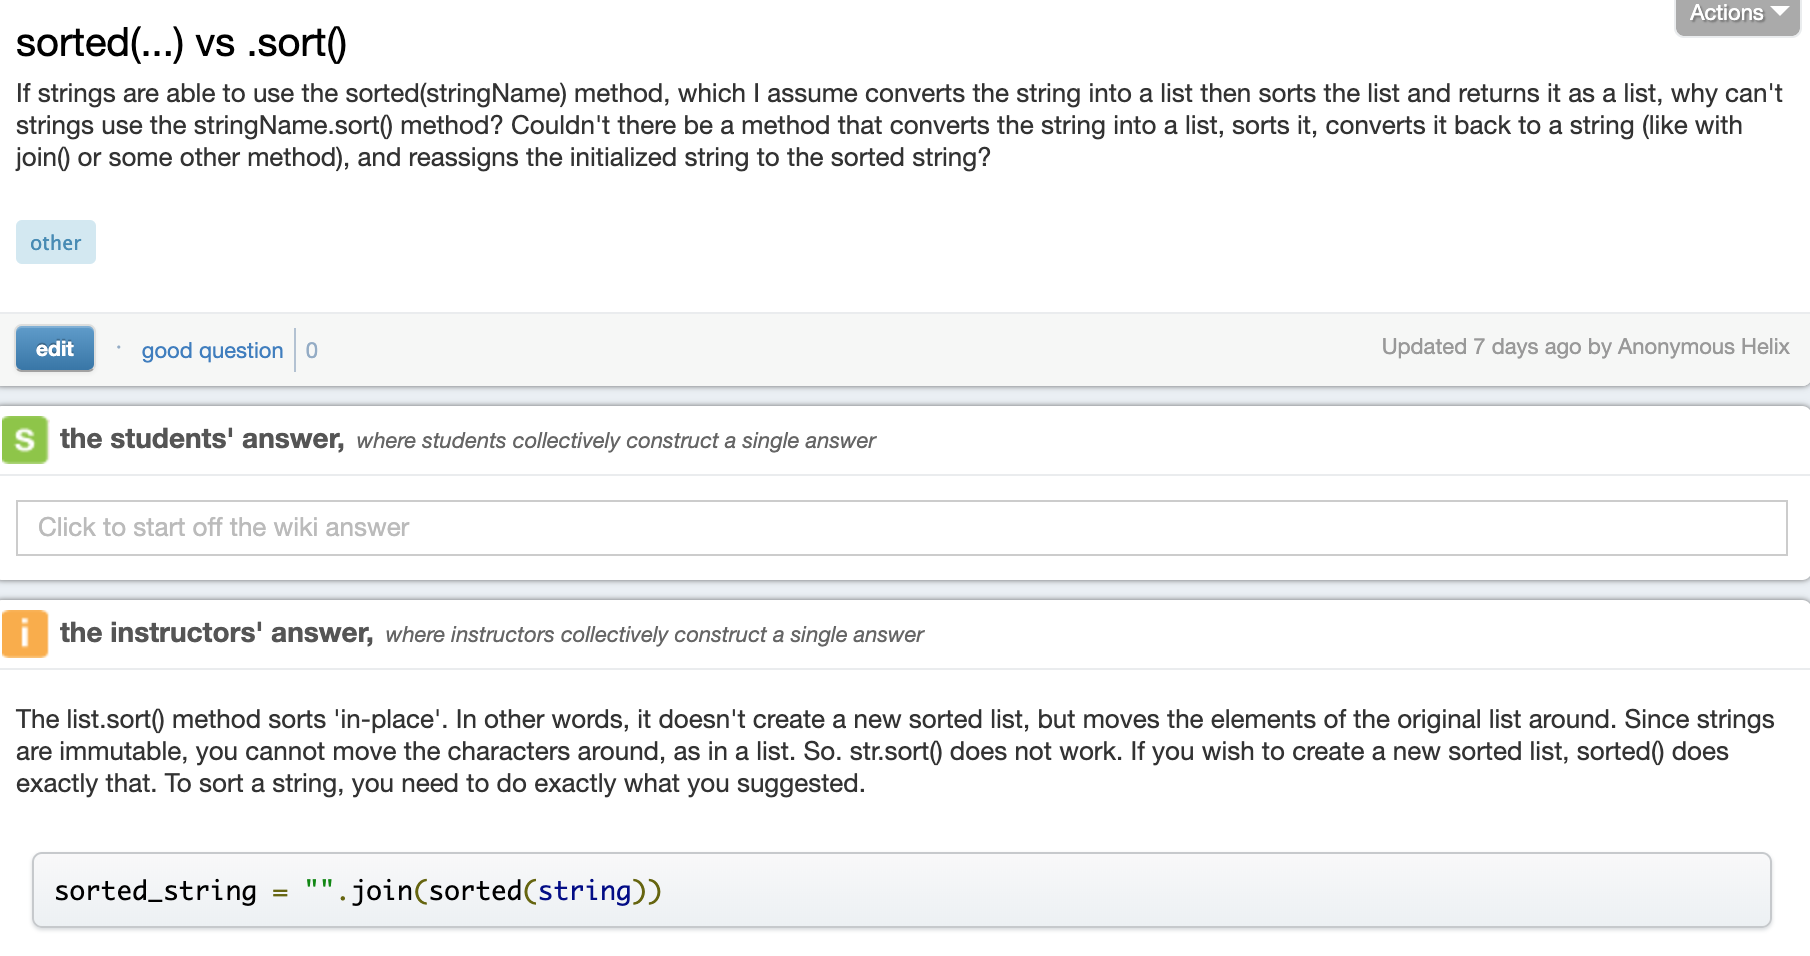 Actions
sorted(...) vs .sort()
If strings are able to use the sorted(stringName) method, which I assume converts the string into a list then sorts the list and returns it as a list, why can't
strings use the stringName.sort() method? Couldn't there be a method that converts the string into a list, sorts it, converts it back to a string (like with
join() or some other method), and reassigns the initialized string to the sorted string?
other
edit · good question 0
Updated 7 days ago by Anonymous Helix
S the students' answer, where students collectively construct a single answer
Click to start off the wiki answer
i the instructors' answer, where instructors collectively construct a single answer
The list.sort() method sorts 'in-place'. In other words, it doesn't create a new sorted list, but moves the elements of the original list around. Since strings
are immutable, you cannot move the characters around, as in a list. So. str.sort() does not work. If you wish to create a new sorted list, sorted() does
exactly that. To sort a string, you need to do exactly what you suggested.
sorted_string = "".join(sorted(string))